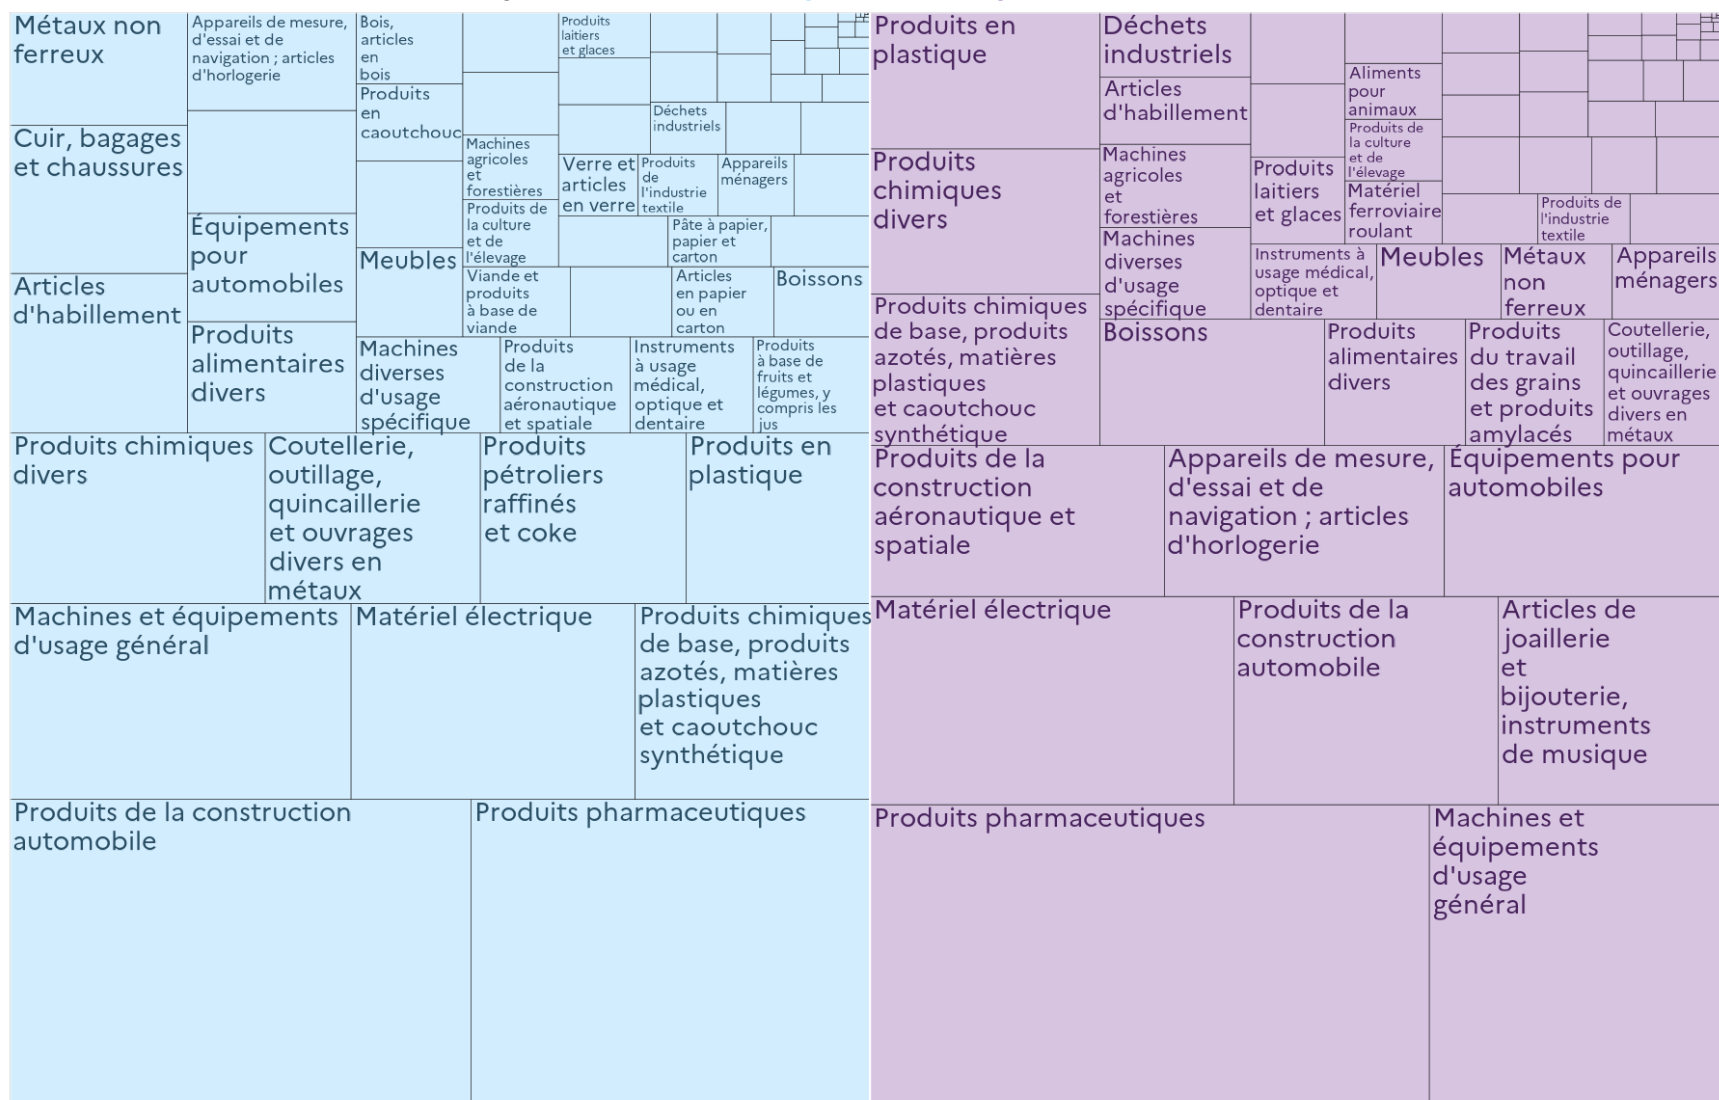 Métaux non
ferreux
Appareils de mesure,
d'essai et de
navigation ; articles
d'horlogerie
Bois,
articles
en
bois
Produits
laitiers
et glaces
Produits
en
caoutchouc
Déchets
industriels
Cuir, bagages
et chaussures
Machines
agricoles
et
forestières
Verre et
articles
en verre
Produits
de
l'industrie
textile
Appareils
ménagers
Équipements
pour
automobiles
Produits de
la culture
et de
l'élevage
Pâte à papier,
papier et
carton
Meubles
Articles
d'habillement
Viande et
produits
à base de
viande
Articles
en papier
ou en
carton
Boissons
Produits
alimentaires
divers
Machines
diverses
d'usage
spécifique
Produits
de la
construction
aéronautique
et spatiale
Instruments
à usage
médical,
optique et
dentaire
Produits
à base de
fruits et
légumes, y
compris les
jus
Produits chimiques
divers
Coutellerie,
outillage,
quincaillerie
et ouvrages
divers en
métaux
Produits
pétroliers
raffinés
et coke
Produits en
plastique
Machines et équipements
d'usage général
Matériel électrique
Produits chimiques
de base, produits
azotés, matières
plastiques
et caoutchouc
synthétique
Produits de la construction
automobile
Produits pharmaceutiques
Produits en
plastique
Déchets
industriels
Articles
d'habillement
Aliments
pour
animaux
Produits de
la culture
et de
l'élevage
Produits
chimiques
divers
Machines
agricoles
et
forestières
Produits
laitiers
et glaces
Matériel
ferroviaire
roulant
Produits de
l'industrie
textile
Machines
diverses
d'usage
spécifique
Instruments à
usage médical,
optique et
dentaire
Meubles
Métaux
non
ferreux
Appareils
ménagers
Produits chimiques
de base, produits
azotés, matières
plastiques
et caoutchouc
synthétique
Boissons
Produits
alimentaires
divers
Produits
du travail
des grains
et produits
amylacés
Coutellerie,
outillage,
quincaillerie
et ouvrages
divers en
métaux
Produits de la
construction
aéronautique et
spatiale
Appareils de mesure,
d'essai et de
navigation ; articles
d'horlogerie
Équipements pour
automobiles
Matériel électrique
Produits de la
construction
automobile
Articles de
joaillerie
et
bijouterie,
instruments
de musique
Produits pharmaceutiques
Machines et
équipements
d'usage
général